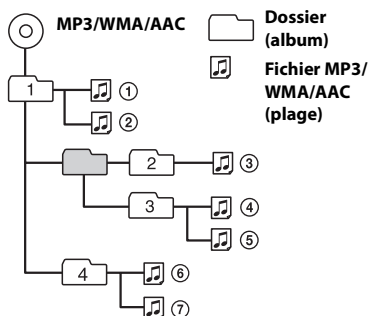 MP3/WMA/AAC
Dossier
(album)
Fichier MP3/
WMA/AAC
(plage)
1
①
②
2
③
3
④
⑤
4
⑥
⑦